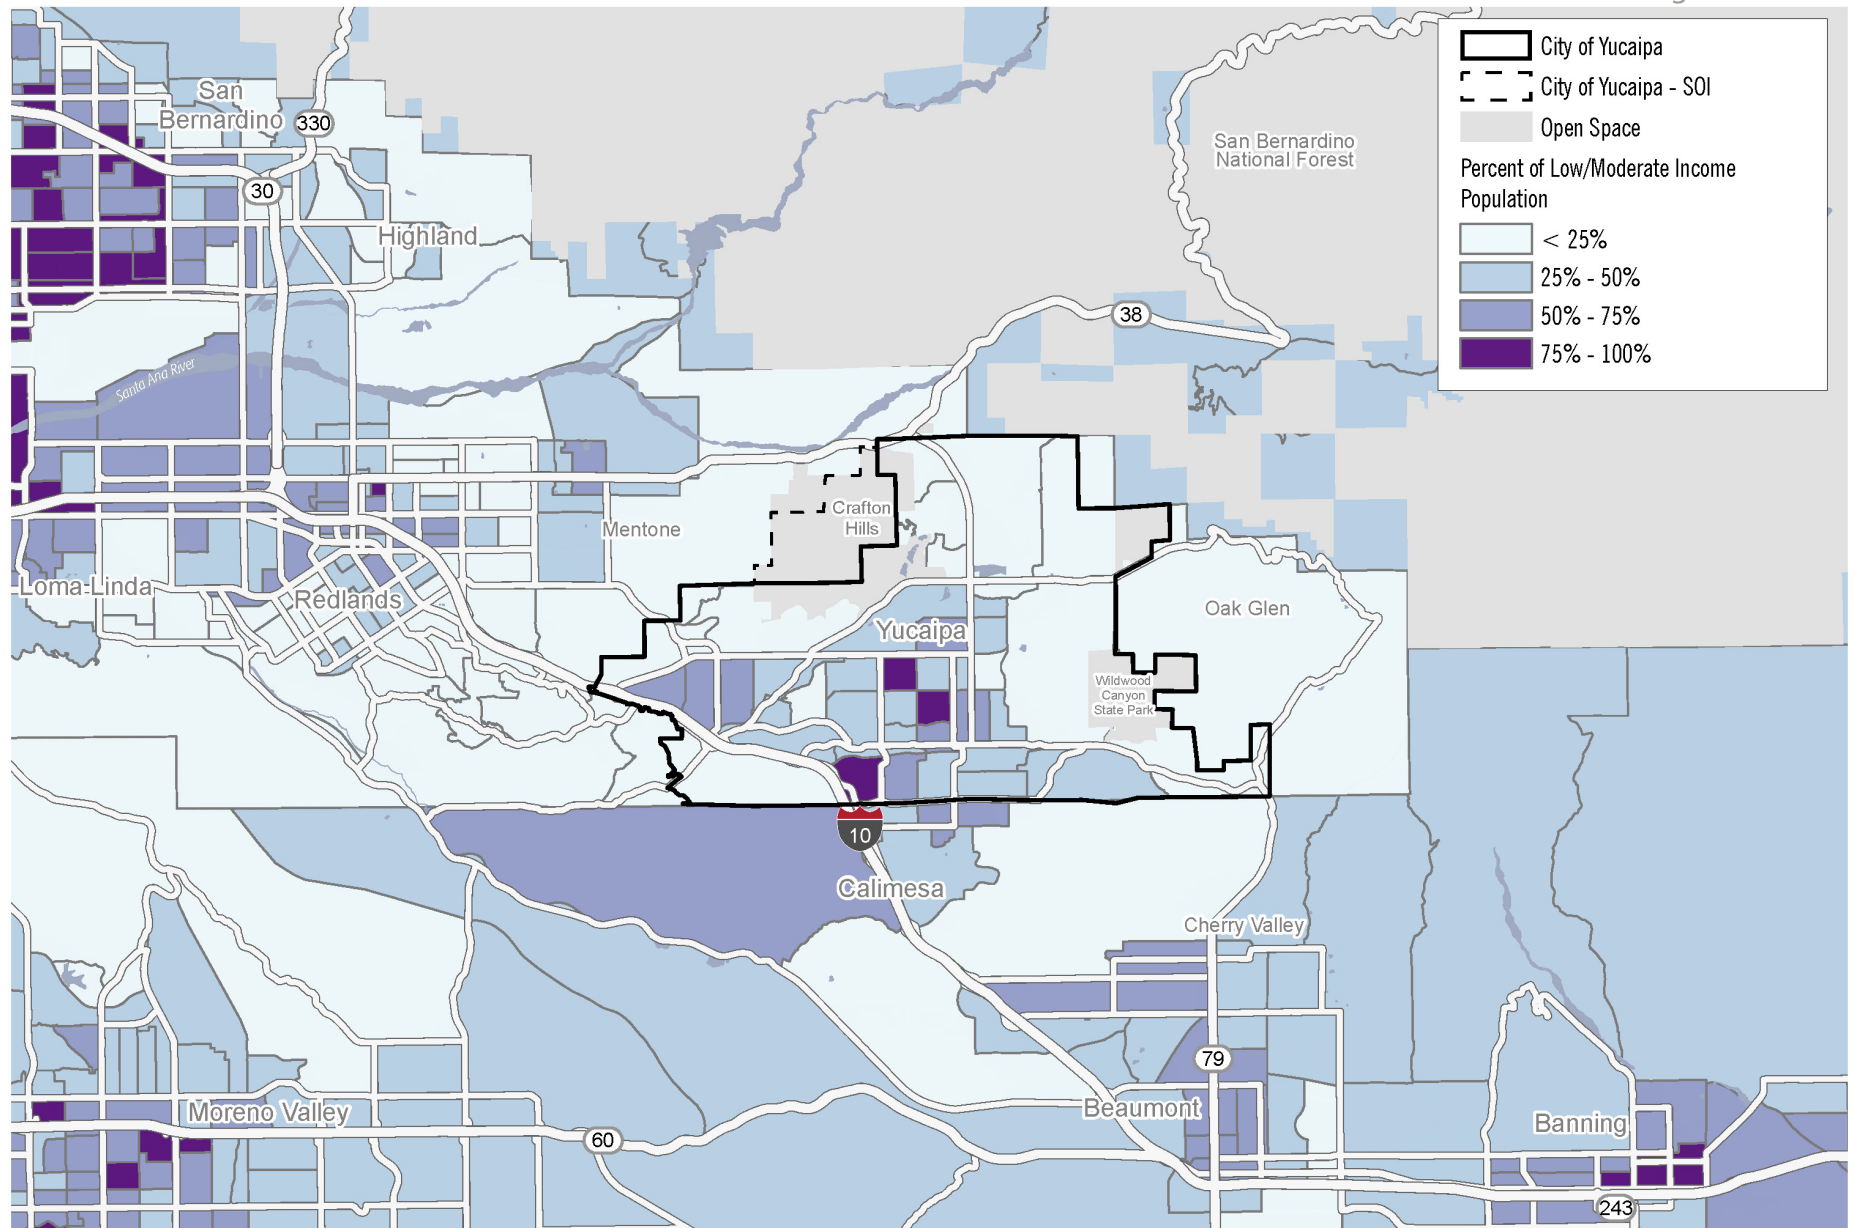 City of Yucaipa
City of Yucaipa - SOI
Open Space
Percent of Low/Moderate Income
Population
< 25%
25% - 50%
50% - 75%
75% - 100%
San
Bernardino
330
30
Highland
San Bernardino
National Forest
38
Santa Ana River
Crafton
Hills
Mentone
Loma-Linda
Redlands
Oak Glen
Yucaipa
Wildwood
Canyon
State Park
10
Calimesa
Cherry Valley
79
Moreno Valley
Beaumont
60
Banning
243